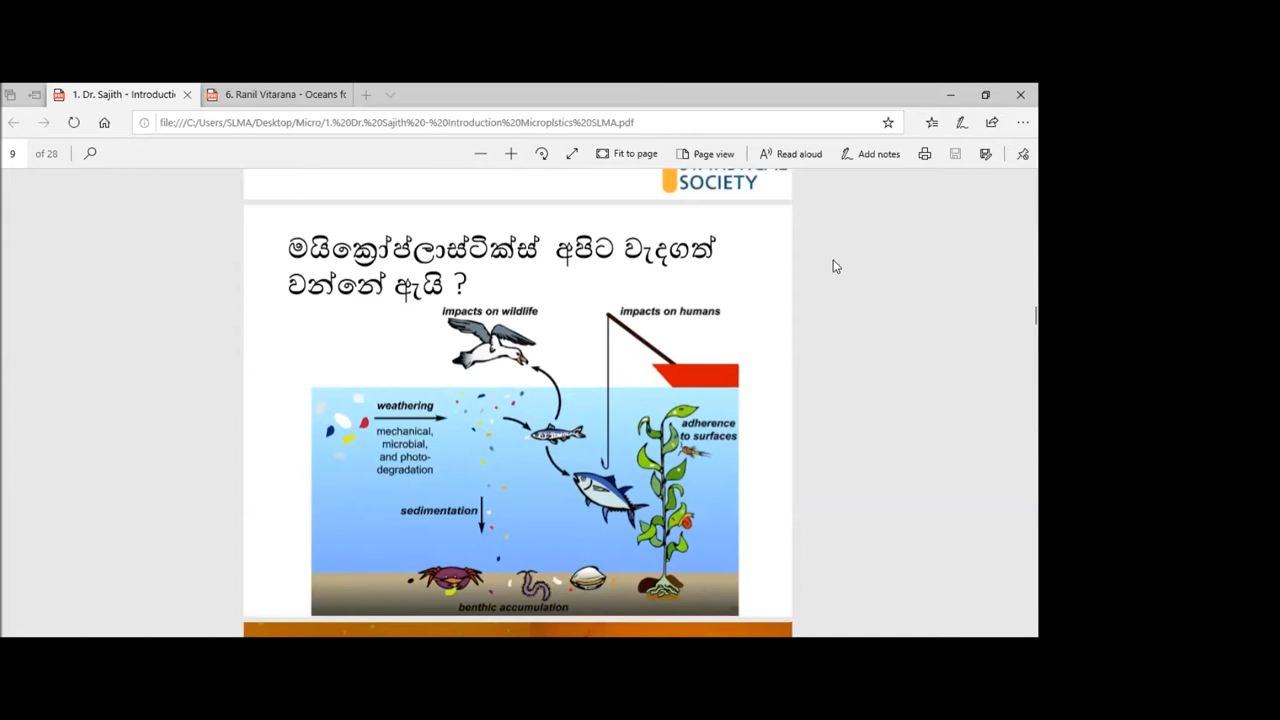 1. Dr. Sajith - Introducti
6. Ranil Vitarana - Oceans fo
file:///C:/Users/SLMA/Desktop/Micro/1.%20Dr.%20Sajith%20-%20Introduction%20Microplstics%20SLMA.pdf
9 of 28
Fit to page
Page view
Read aloud
Add notes
SOCIETY
මයික්‍රෝප්ලාස්ටික්ස් අපිට වැදගත්
වන්නේ ඇයි ?
impacts on wildlife
impacts on humans
weathering
mechanical,
microbial,
and photo-
degradation
adherence
to surfaces
sedimentation
benthic accumulation